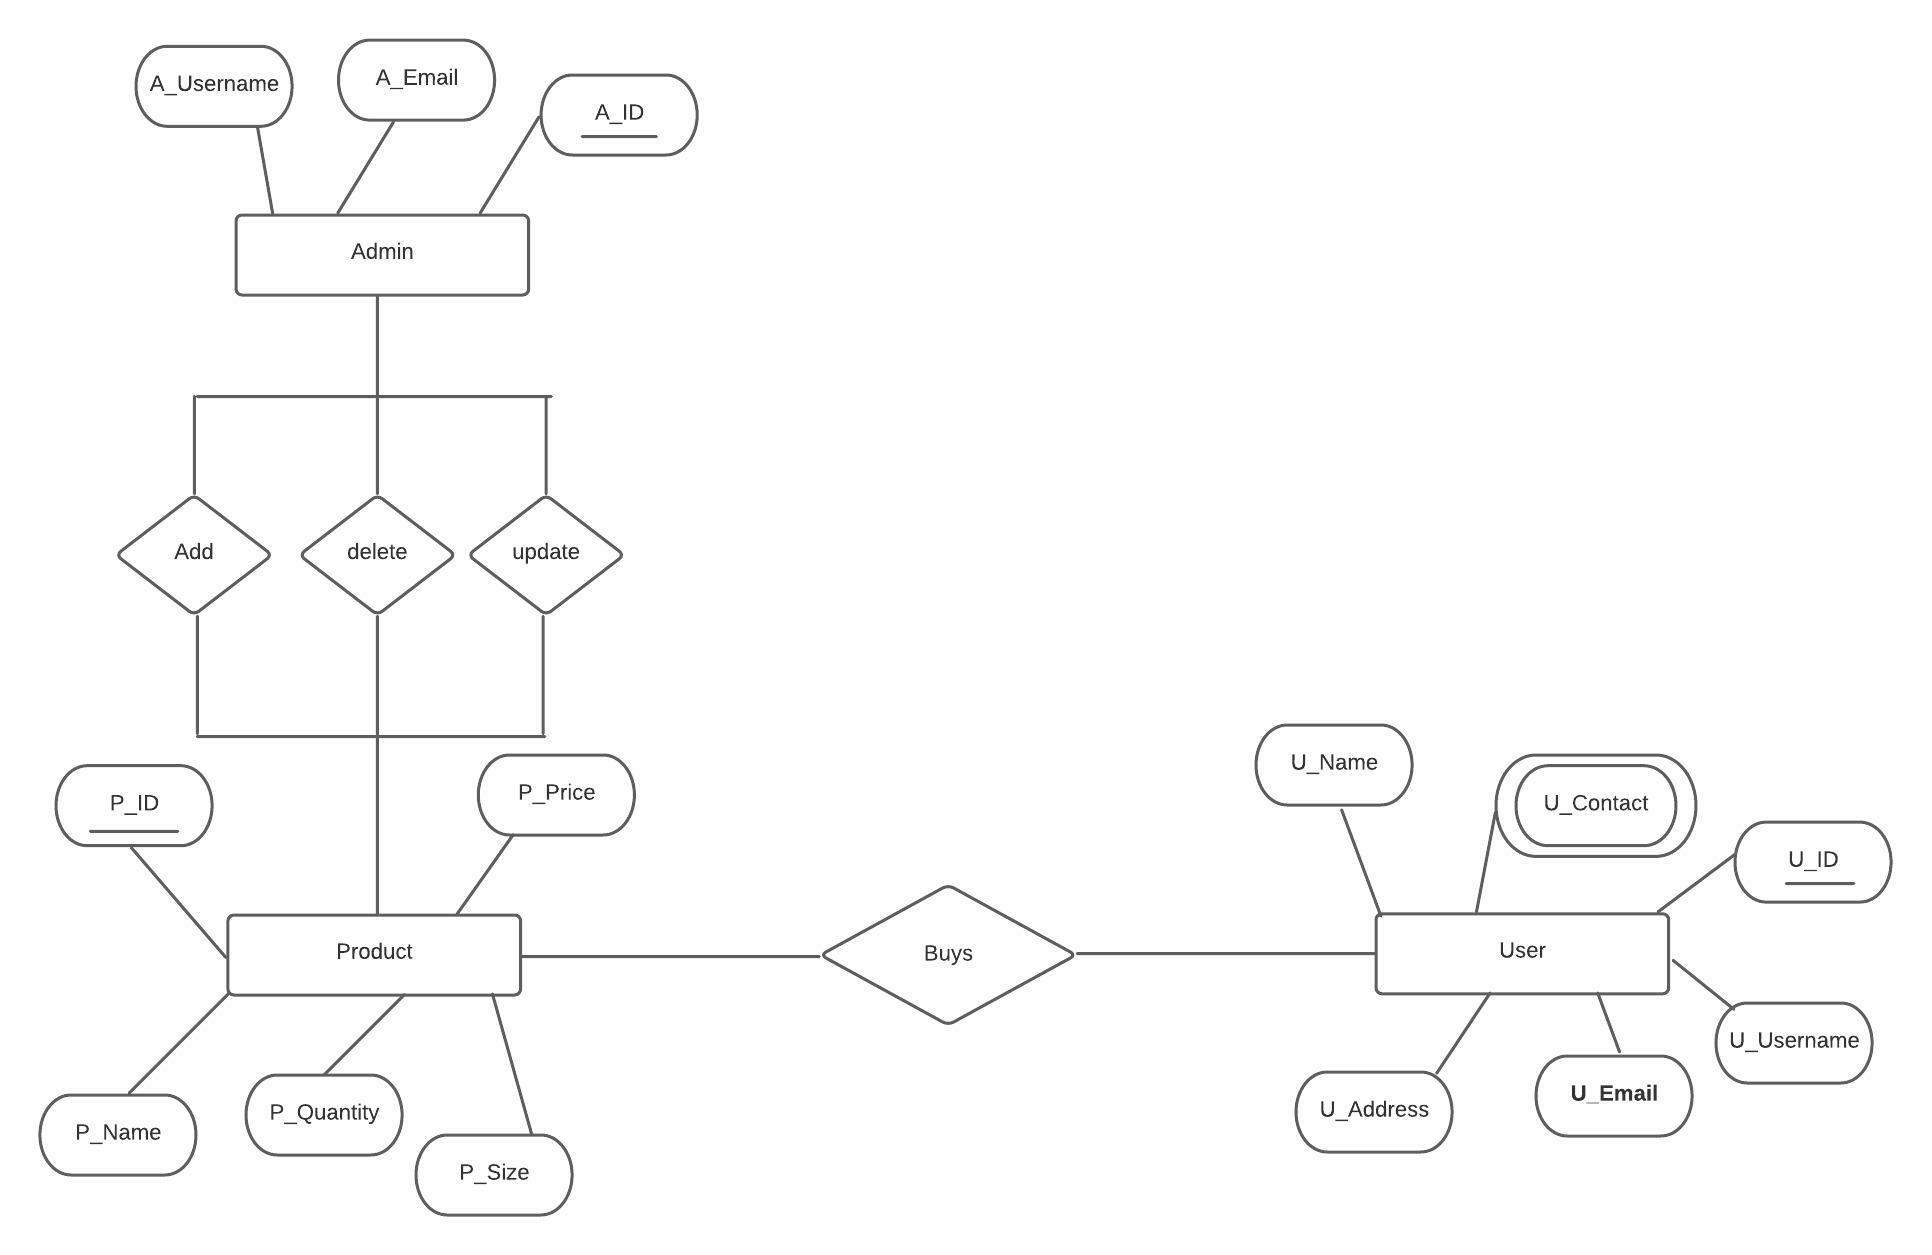 A_Username
A_Email
A_ID
Admin
Add
delete
update
P_ID
P_Price
U_Name
U_Contact
U_ID
Product
Buys
User
U_Username
U_Email
U_Address
P_Name
P_Quantity
P_Size